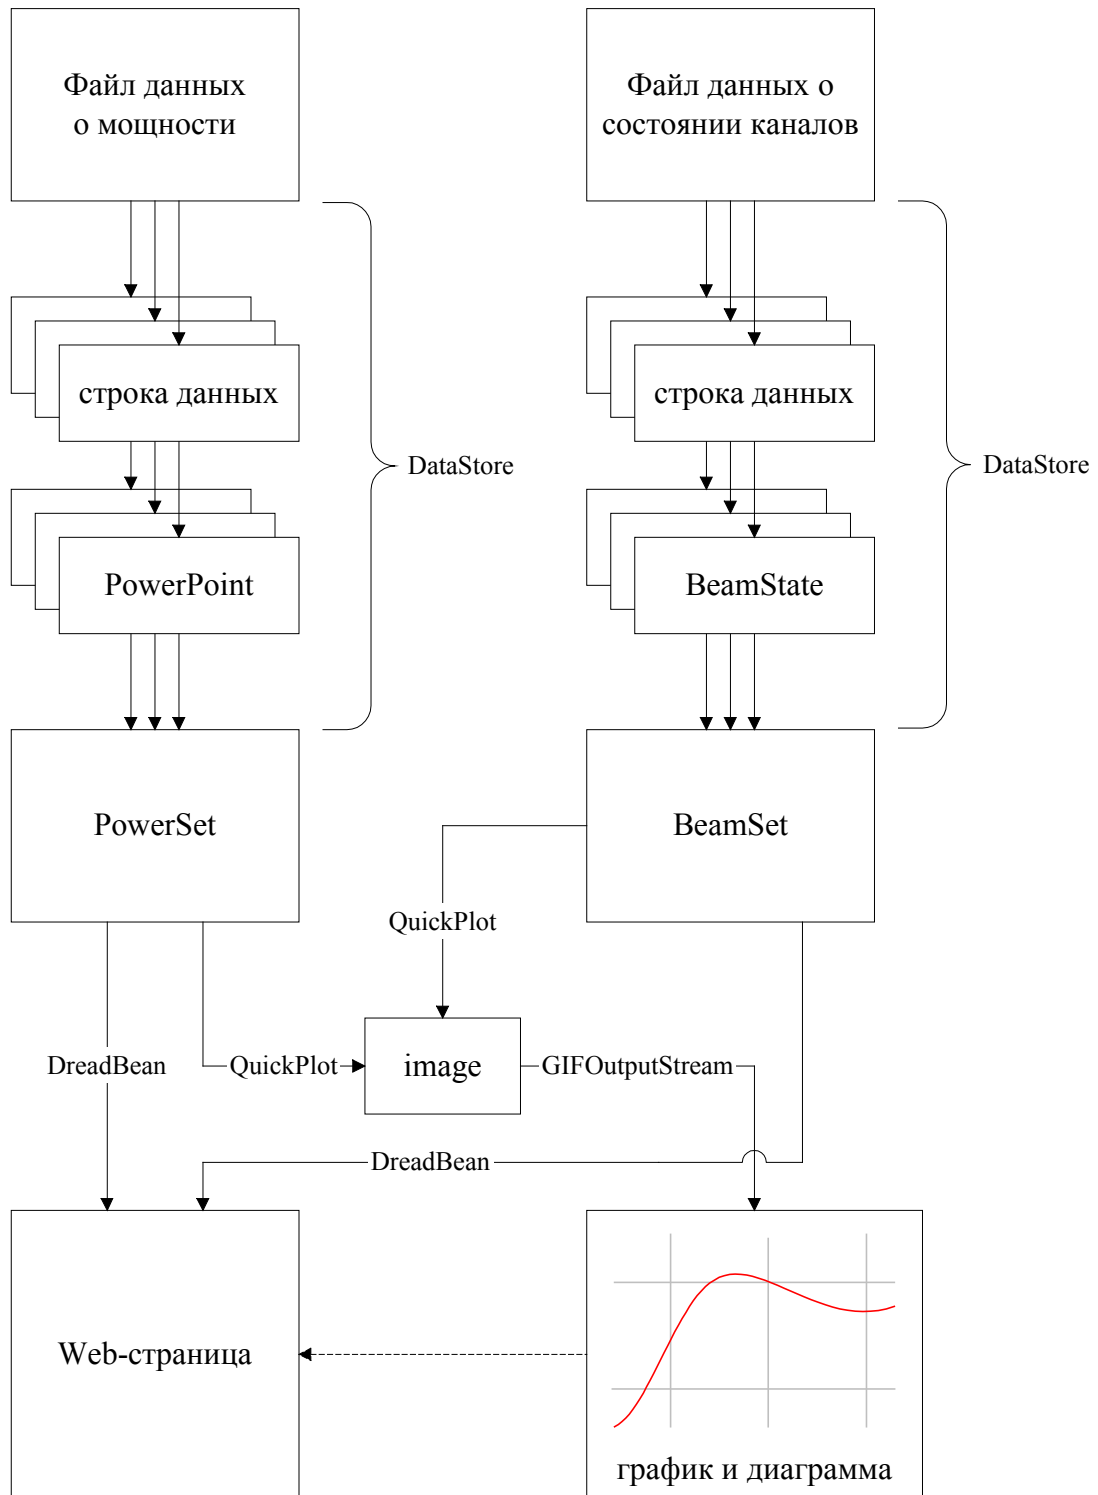 Файл данных
о мощности
Файл данных о
состоянии каналов
строка данных
строка данных
DataStore
DataStore
PowerPoint
BeamState
PowerSet
BeamSet
QuickPlot
DreadBean
QuickPlot
image
GIFOutputStream
DreadBean
Web-страница
график и диаграмма